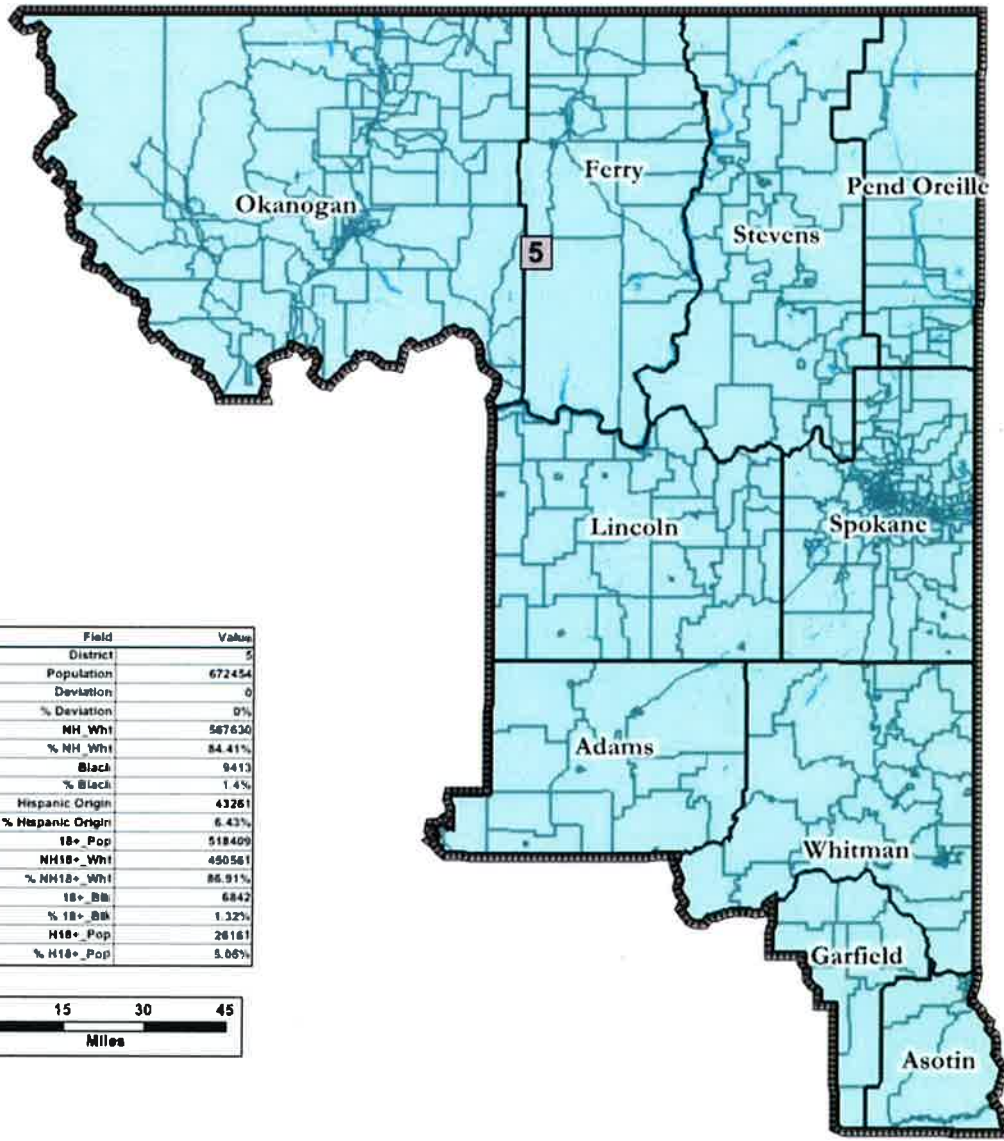 Okanogan
Ferry
Pend Oreille
Stevens
5
Lincoln
Spokane
Adams
Whitman
Garfield
Asotin
Field Value
District 5
Population 672454
Deviation 0
% Deviation 0%
NH_Wht 567630
% NH_Wht 84.41%
Black 9413
% Black 1.4%
Hispanic Origin 43261
% Hispanic Origin 6.43%
18+_Pop 518409
NH18+_Wht 450561
% NH18+_Wht 86.91%
18+_Blk 6842
% 18+_Blk 1.32%
H18+_Pop 26161
% H18+_Pop 5.05%
15 30 45
Miles